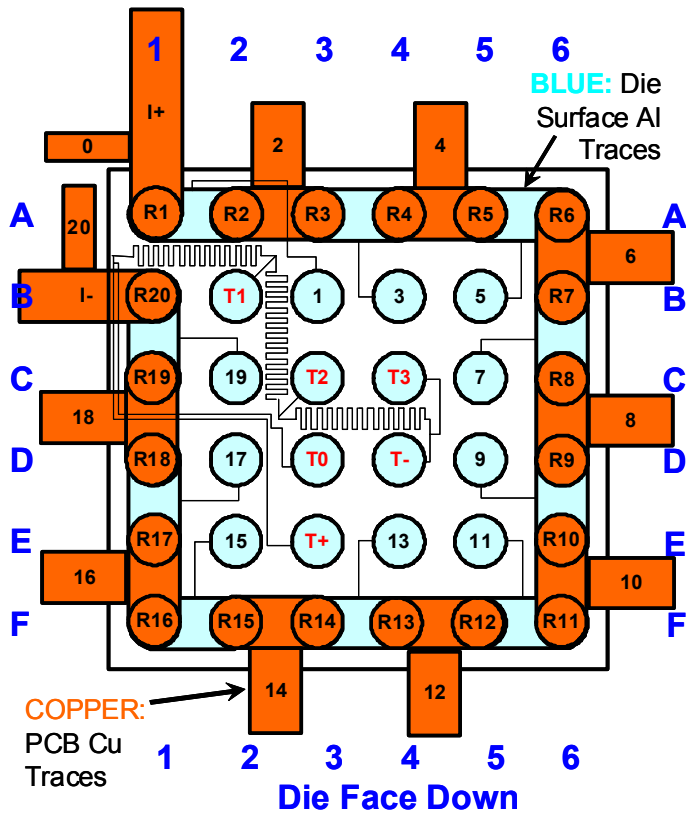 1 2 3 4 5 6
BLUE: Die
Surface Al
Traces
I+
0
2
4
A R1 R2 R3 R4 R5 R6 A
20
6
B I- R20 T1 1 3 5 R7 B
C R19 19 T2 T3 7 R8 C
18
8
D R18 17 T0 T- 9 R9 D
E R17 15 T+ 13 11 R10 E
16
10
F R16 R15 R14 R13 R12 R11 F
14
12
COPPER:
PCB Cu
Traces
1 2 3 4 5 6
Die Face Down